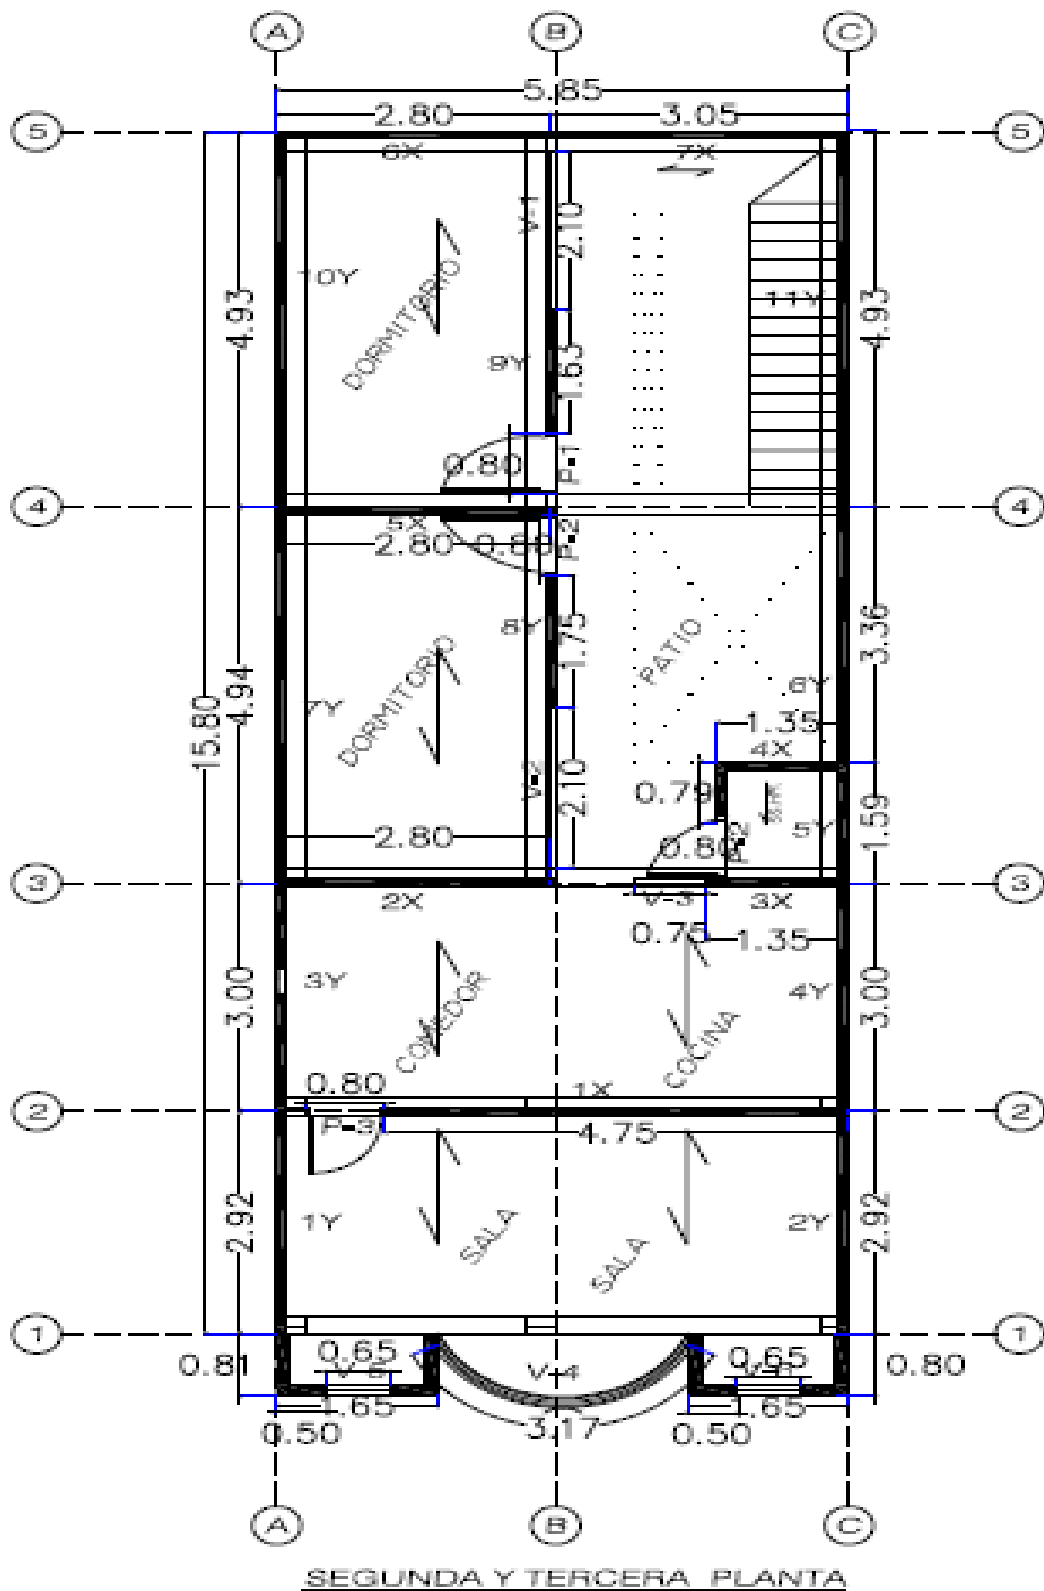 A B C
5.85
2.80 3.05
5 5
6X 7X
V-1
2.10
10Y
11Y
DORMITORIO
4.93
4.93
9Y
1.63
0.80
P-1
4 4
5X
2.80 0.80
P-2
8Y
1.75
PATIO
3.36
DORMITORIO
4.94
7Y
6Y
15.80
1.35
4X
V-2
2.10
0.79
5Y
1.59
2.80
0.80
P-2
3 3
2X
V-3
3X
0.75
1.35
3Y
4Y
3.00
3.00
COMEDOR
COCINA
0.80
1X
2 2
P-3
4.75
1Y
2Y
2.92
2.92
SALA
SALA
1 1
0.81
0.65
V-4
0.65
0.80
1.65
3.17
1.65
0.50
0.50
A B C
SEGUNDA Y TERCERA PLANTA